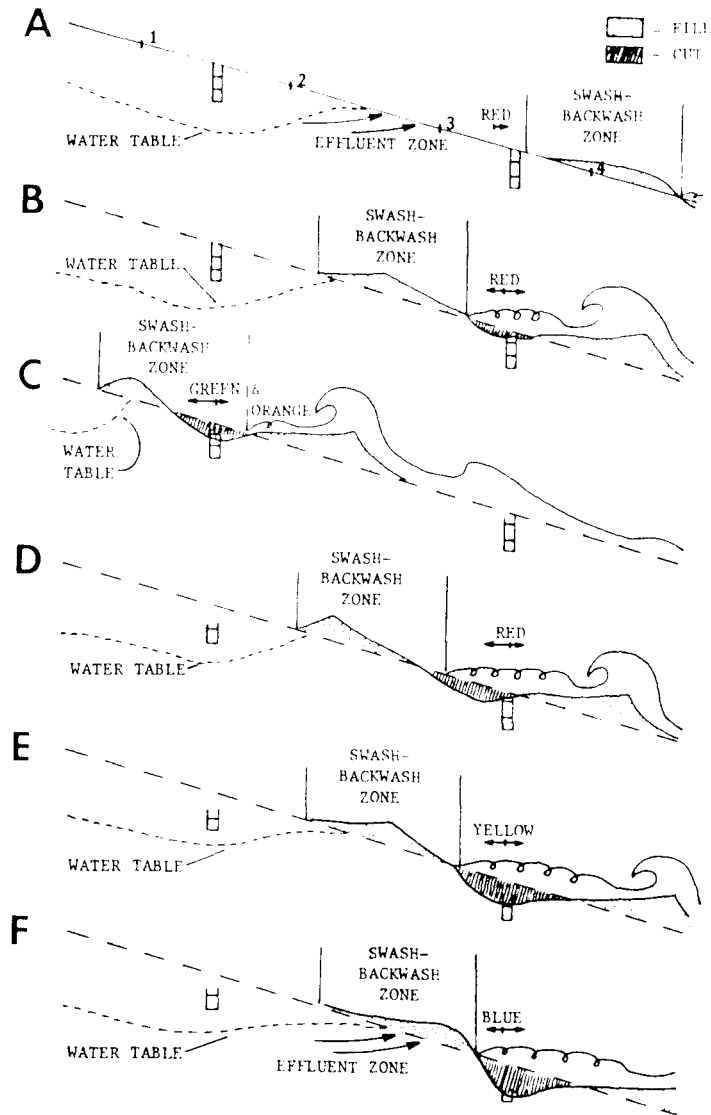 A
- FILL
- CUT
1
2
3
4
WATER TABLE
EFFLUENT ZONE
RED
SWASH-
BACKWASH
ZONE
B
SWASH-
BACKWASH
ZONE
WATER TABLE
RED
C
SWASH-
BACKWASH
ZONE
GREEN &
ORANGE
WATER
TABLE
D
SWASH-
BACKWASH
ZONE
WATER TABLE
RED
E
SWASH-
BACKWASH
ZONE
WATER TABLE
YELLOW
F
SWASH-
BACKWASH
ZONE
WATER TABLE
EFFLUENT ZONE
BLUE